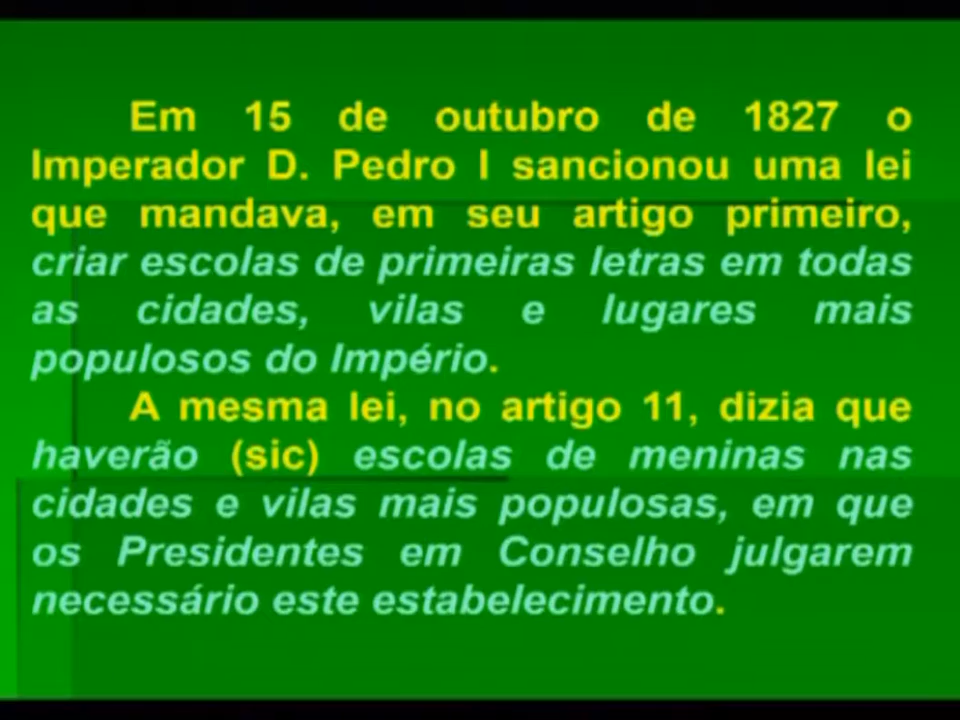 Em 15 de outubro de 1827 o
Imperador D. Pedro I sancionou uma lei
que mandava, em seu artigo primeiro,
criar escolas de primeiras letras em todas
as cidades, vilas e lugares mais
populosos do Império.
A mesma lei, no artigo 11, dizia que
haverão (sic) escolas de meninas nas
cidades e vilas mais populosas, em que
os Presidentes em Conselho julgarem
necessário este estabelecimento.